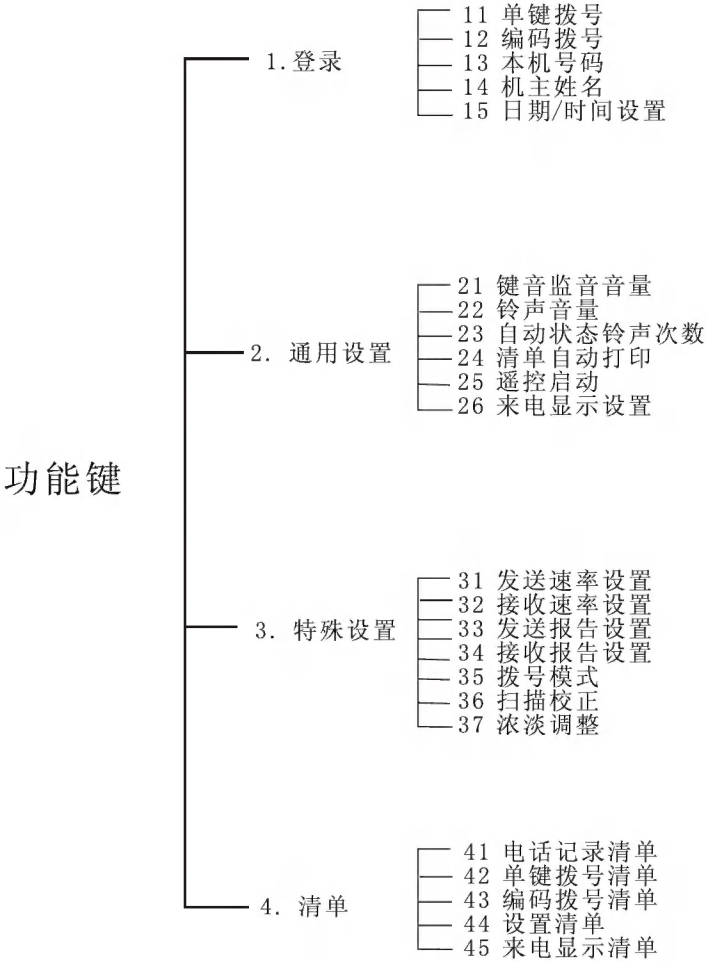 功能键
1.登录
11 单键拨号
12 编码拨号
13 本机号码
14 机主姓名
15 日期/时间设置
2. 通用设置
21 键音监音音量
22 铃声音量
23 自动状态铃声次数
24 清单自动打印
25 遥控启动
26 来电显示设置
3. 特殊设置
31 发送速率设置
32 接收速率设置
33 发送报告设置
34 接收报告设置
35 拨号模式
36 扫描校正
37 浓淡调整
4. 清单
41 电话记录清单
42 单键拨号清单
43 编码拨号清单
44 设置清单
45 来电显示清单